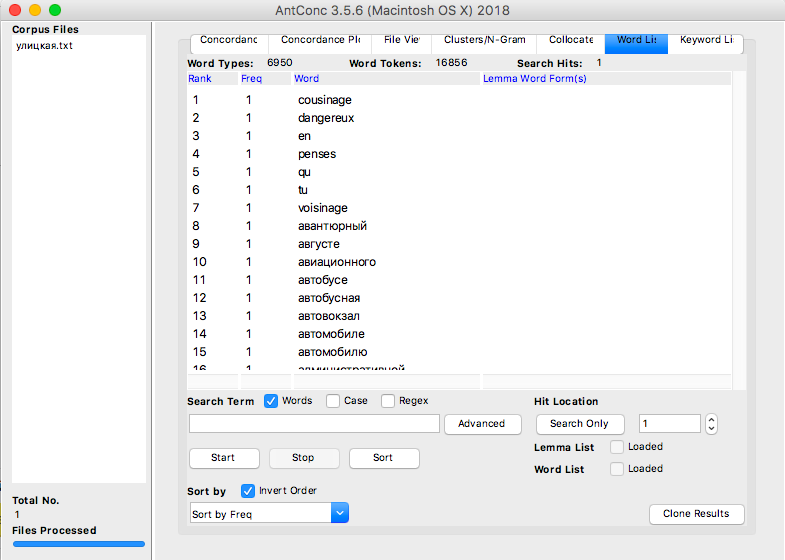 AntConc 3.5.6 (Macintosh OS X) 2018
Corpus Files
улицкая.txt
Concordanc Concordance Plo File Vie Clusters/N-Gram Collocate Word Lis Keyword Li
Word Types: 6950 Word Tokens: 16856 Search Hits: 1
Rank Freq Word Lemma Word Form(s)
1 1 cousinage
2 1 dangereux
3 1 en
4 1 penses
5 1 qu
6 1 tu
7 1 voisinage
8 1 авантюрный
9 1 августе
10 1 авиационного
11 1 автобусе
12 1 автобусная
13 1 автовокзал
14 1 автомобиле
15 1 автомобилю
16 1 административной
Search Term Words Case Regex Hit Location
Advanced Search Only 1
Lemma List Loaded
Start Stop Sort
Word List Loaded
Sort by Invert Order
Sort by Freq
Clone Results
Total No.
1
Files Processed